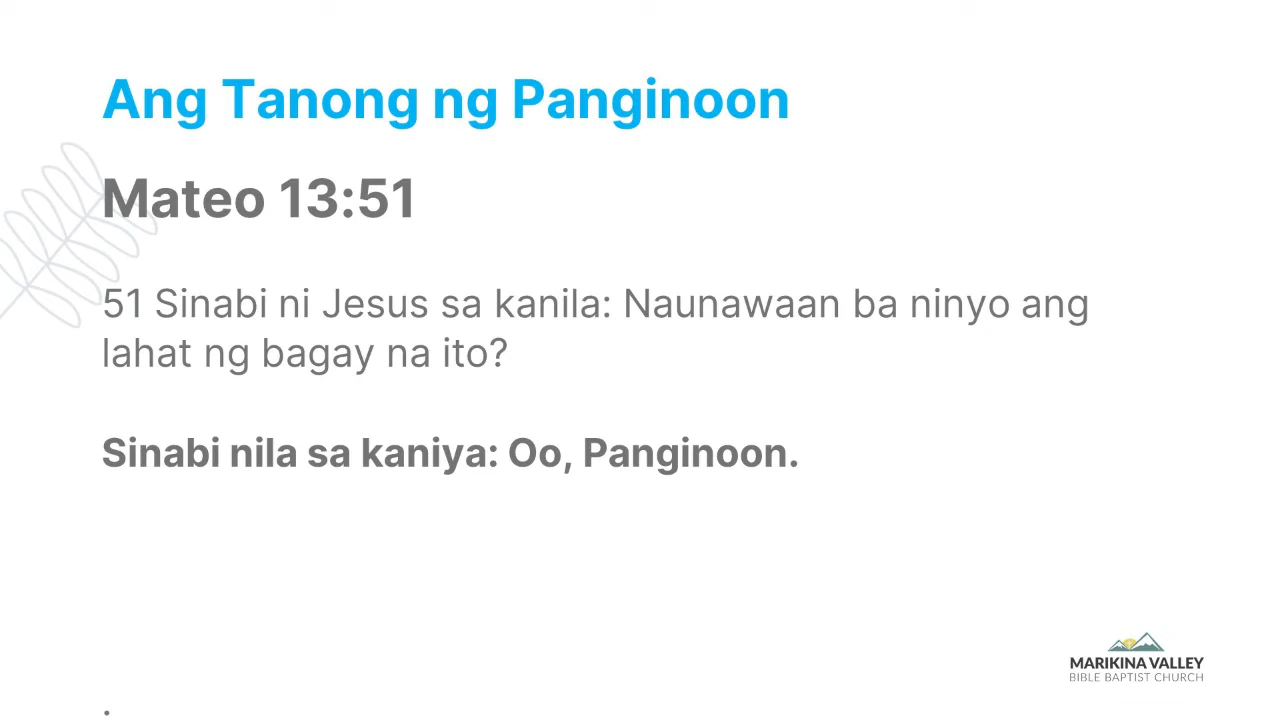 Ang Tanong ng Panginoon
Mateo 13:51
51 Sinabi ni Jesus sa kanila: Naunawaan ba ninyo ang
lahat ng bagay na ito?
Sinabi nila sa kaniya: Oo, Panginoon.
MARIKINA VALLEY
BIBLE BAPTIST CHURCH
.